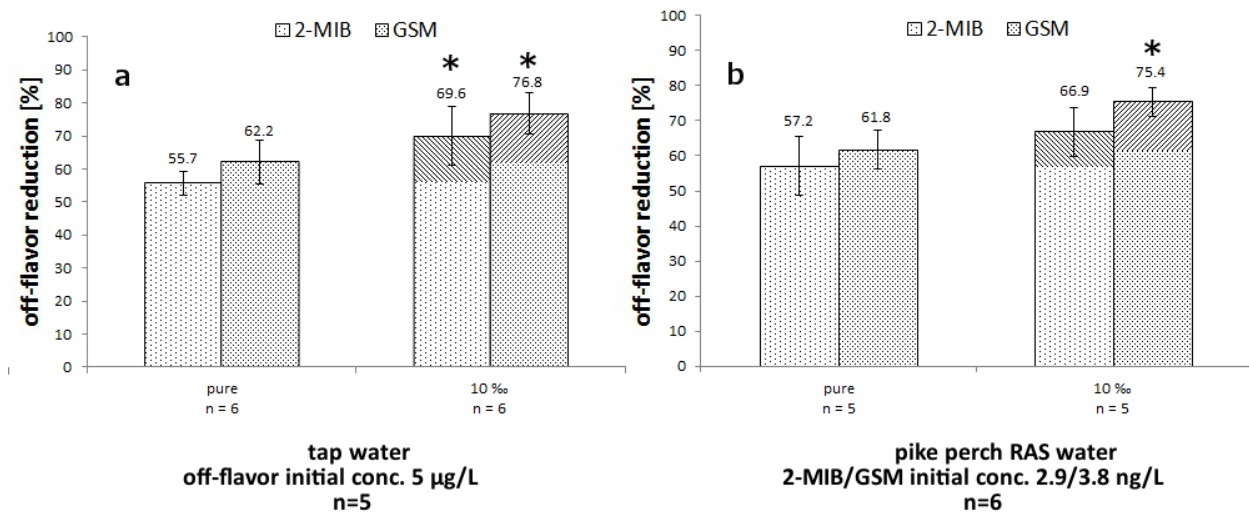 2-MIB GSM
a
off-flavor reduction [%]
100
90
80
70
60
50
40
30
20
10
0
55.7
62.2
*
69.6
*
76.8
pure
n = 6
10 ‰
n = 6
tap water
off-flavor initial conc. 5 µg/L
n=5
2-MIB GSM
b
off-flavor reduction [%]
100
90
80
70
60
50
40
30
20
10
0
57.2
61.8
66.9
*
75.4
pure
n = 5
10 ‰
n = 5
pike perch RAS water
2-MIB/GSM initial conc. 2.9/3.8 ng/L
n=6